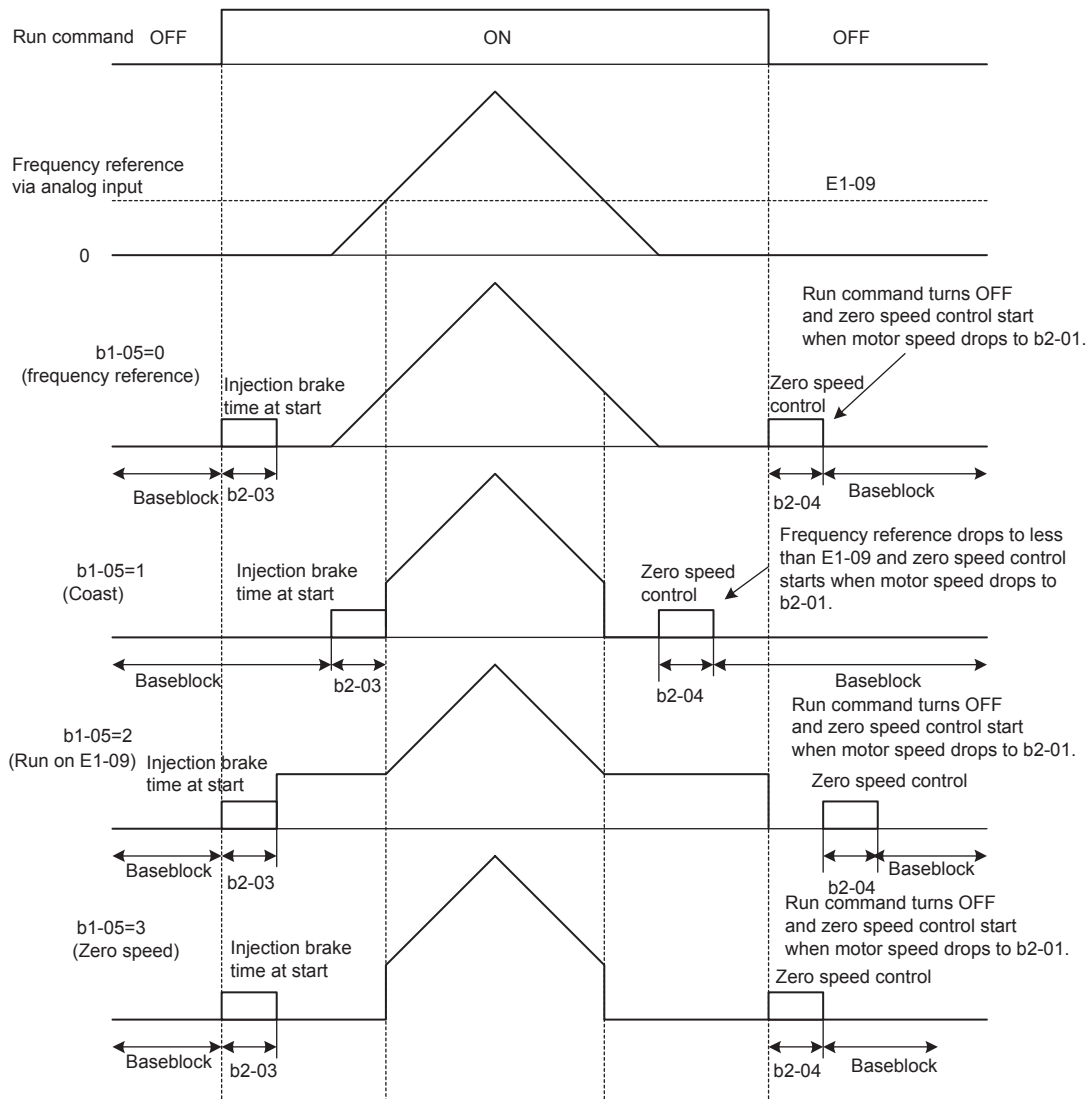 Run command OFF ON OFF
Frequency reference
via analog input
E1-09
0
Run command turns OFF
and zero speed control start
when motor speed drops to b2-01.
b1-05=0
(frequency reference)
Injection brake
time at start
Zero speed
control
Baseblock b2-03
b2-04 Baseblock
Frequency reference drops to less
than E1-09 and zero speed control
starts when motor speed drops to
b2-01.
b1-05=1
(Coast)
Injection brake
time at start
Zero speed
control
Baseblock b2-03
b2-04 Baseblock
Run command turns OFF
and zero speed control start
when motor speed drops to b2-01.
b1-05=2
(Run on E1-09)
Injection brake
time at start
Zero speed control
Baseblock b2-03
b2-04 Baseblock
Run command turns OFF
and zero speed control start
when motor speed drops to b2-01.
b1-05=3
(Zero speed)
Injection brake
time at start
Zero speed control
Baseblock b2-03
b2-04 Baseblock